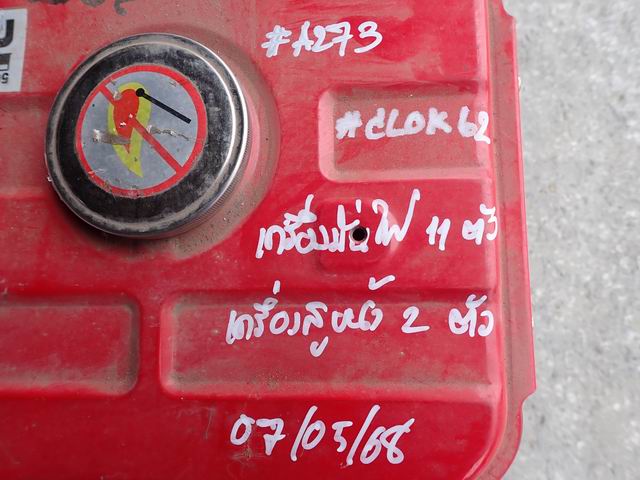 #A273
#CLOK62
เครื่องปั่นไฟ 11 ตัว
เครื่องสูบน้ำ 2 ตัว
07/05/68